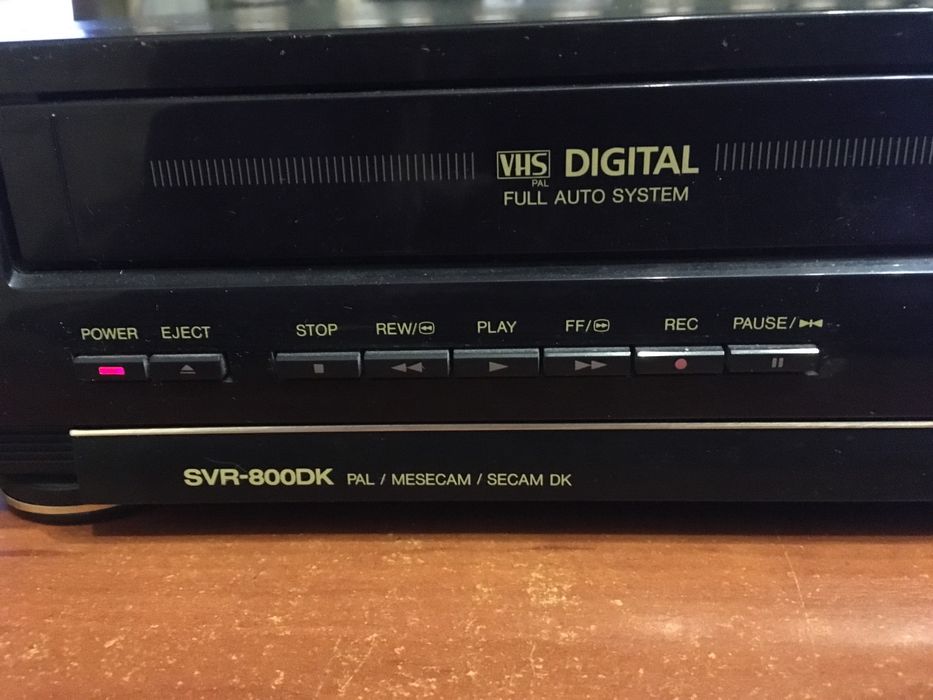 VHS DIGITAL
PAL
FULL AUTO SYSTEM
POWER EJECT STOP REW/ PLAY FF/ REC PAUSE/
SVR-800DK PAL / MESECAM / SECAM DK